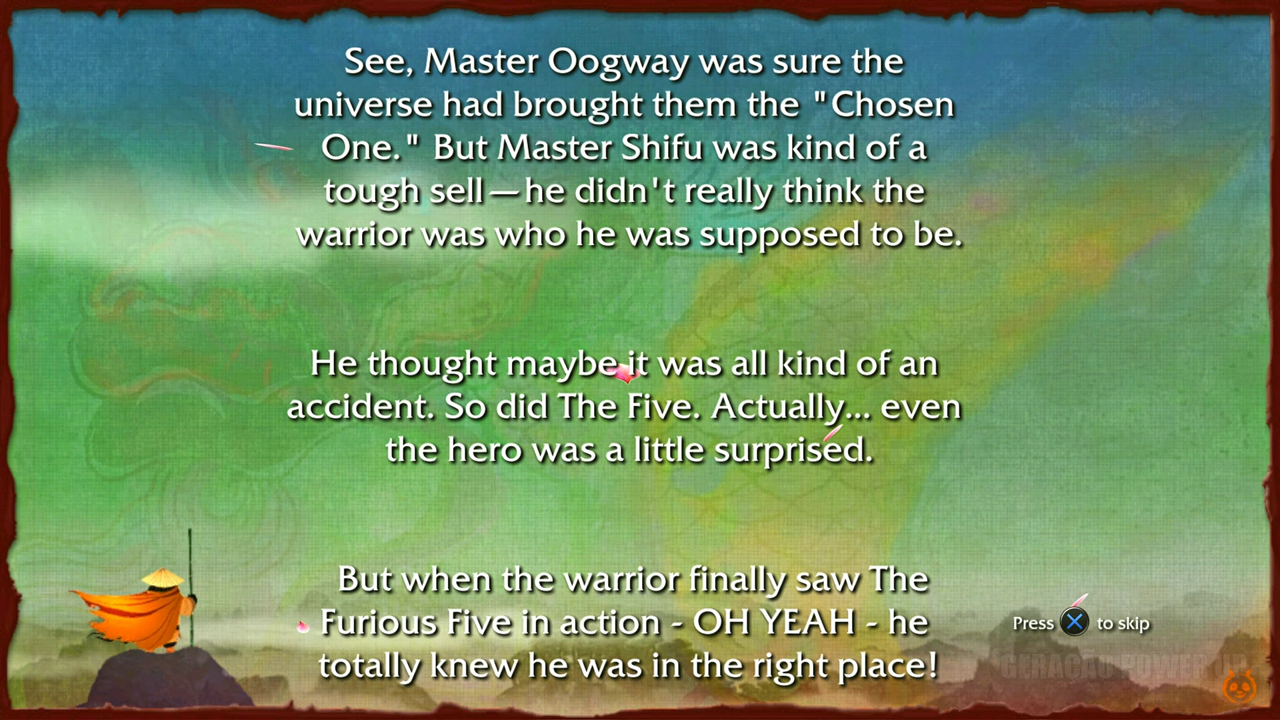 See, Master Oogway was sure the
universe had brought them the "Chosen
One." But Master Shifu was kind of a
tough sell—he didn't really think the
warrior was who he was supposed to be.
He thought maybe it was all kind of an
accident. So did The Five. Actually... even
the hero was a little surprised.
But when the warrior finally saw The
Furious Five in action - OH YEAH - he
totally knew he was in the right place!
Press X to skip
GERAÇÃO POWER UP